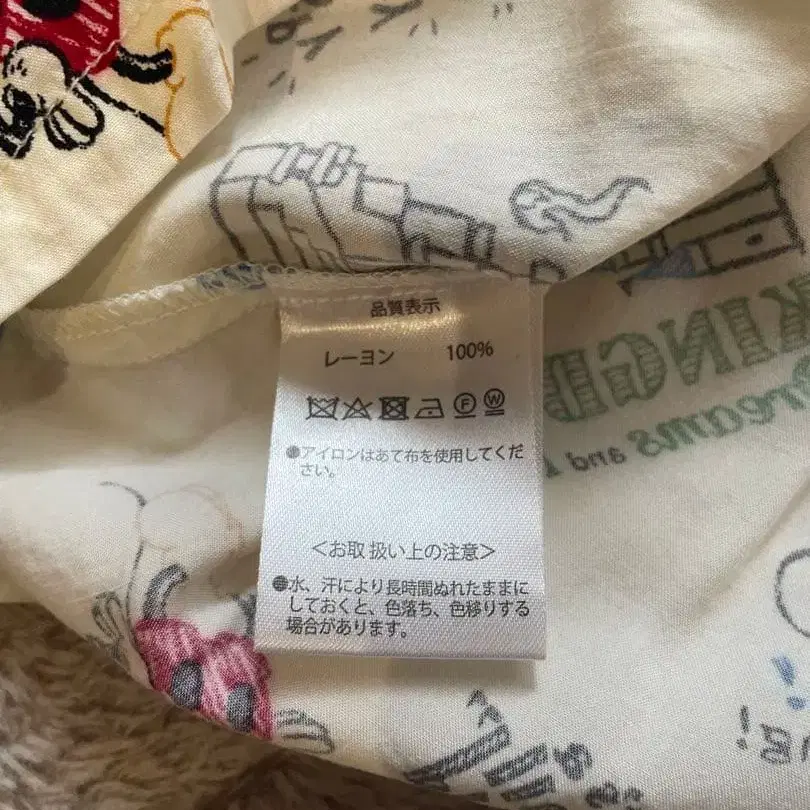 品質表示
レーヨン 100%
Ⓕ Ⓦ
●アイロンはあて布を使用してくだ
さい。
＜お取扱い上の注意＞
●水、汗により長時間ぬれたままに
しておくと、色落ち、色移りする
場合があります。
KINGD
Dreams and